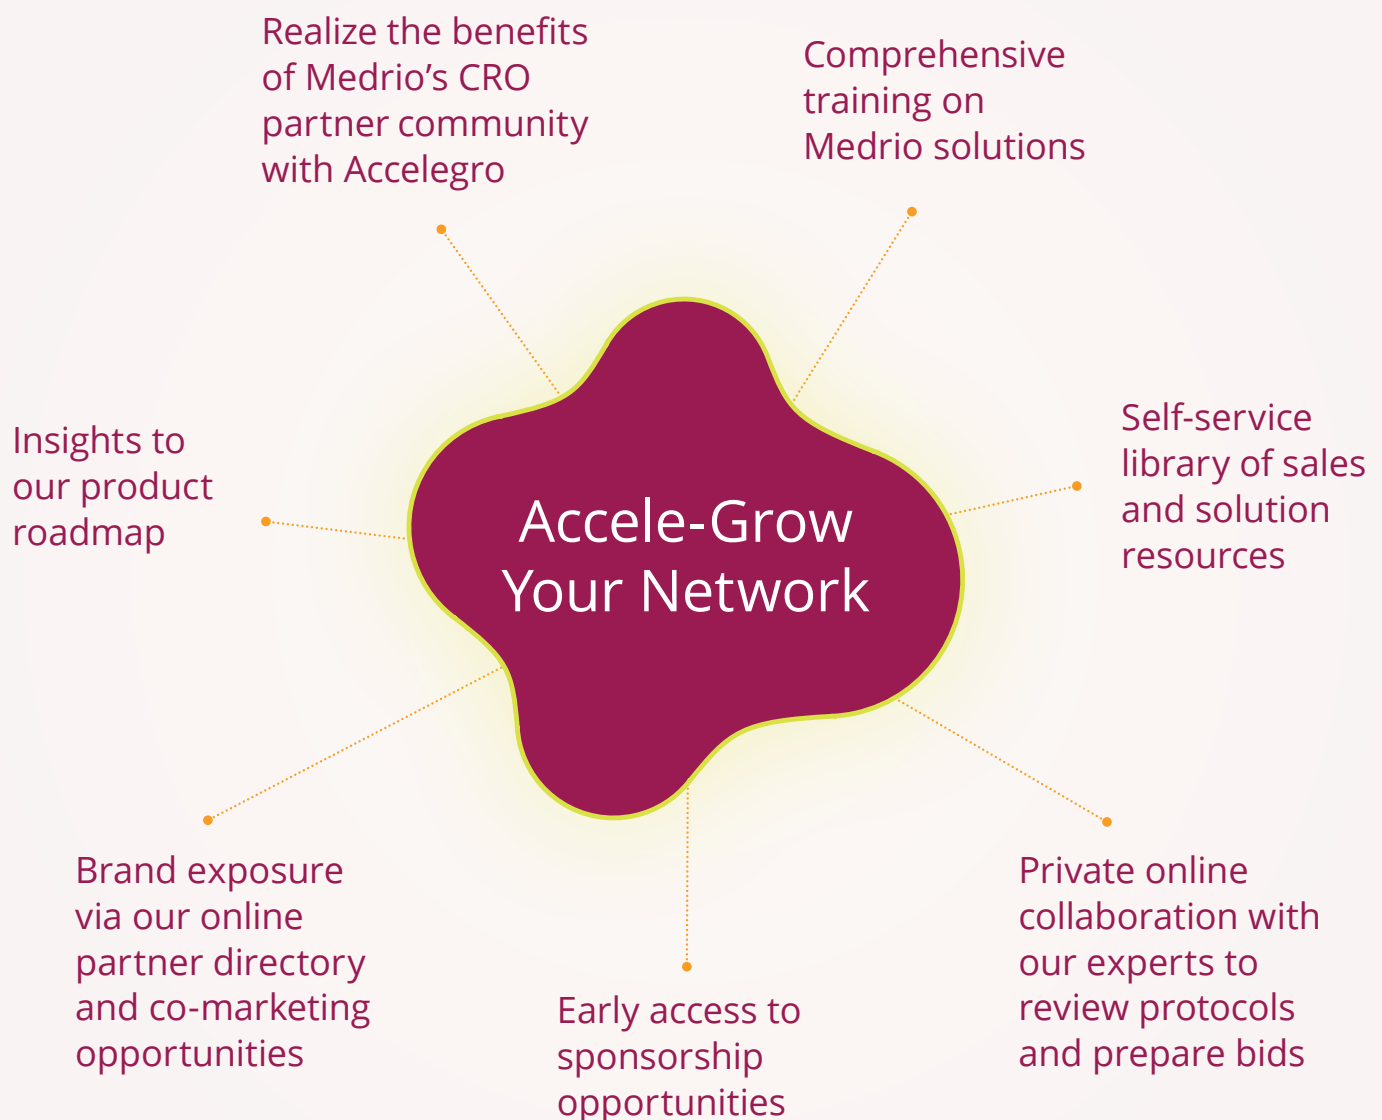 Realize the benefits
of Medrio’s CRO
partner community
with Accelegro
Comprehensive
training on
Medrio solutions
Insights to
our product
roadmap
Accele-Grow
Your Network
Self-service
library of sales
and solution
resources
Brand exposure
via our online
partner directory
and co-marketing
opportunities
Early access to
sponsorship
opportunities
Private online
collaboration with
our experts to
review protocols
and prepare bids